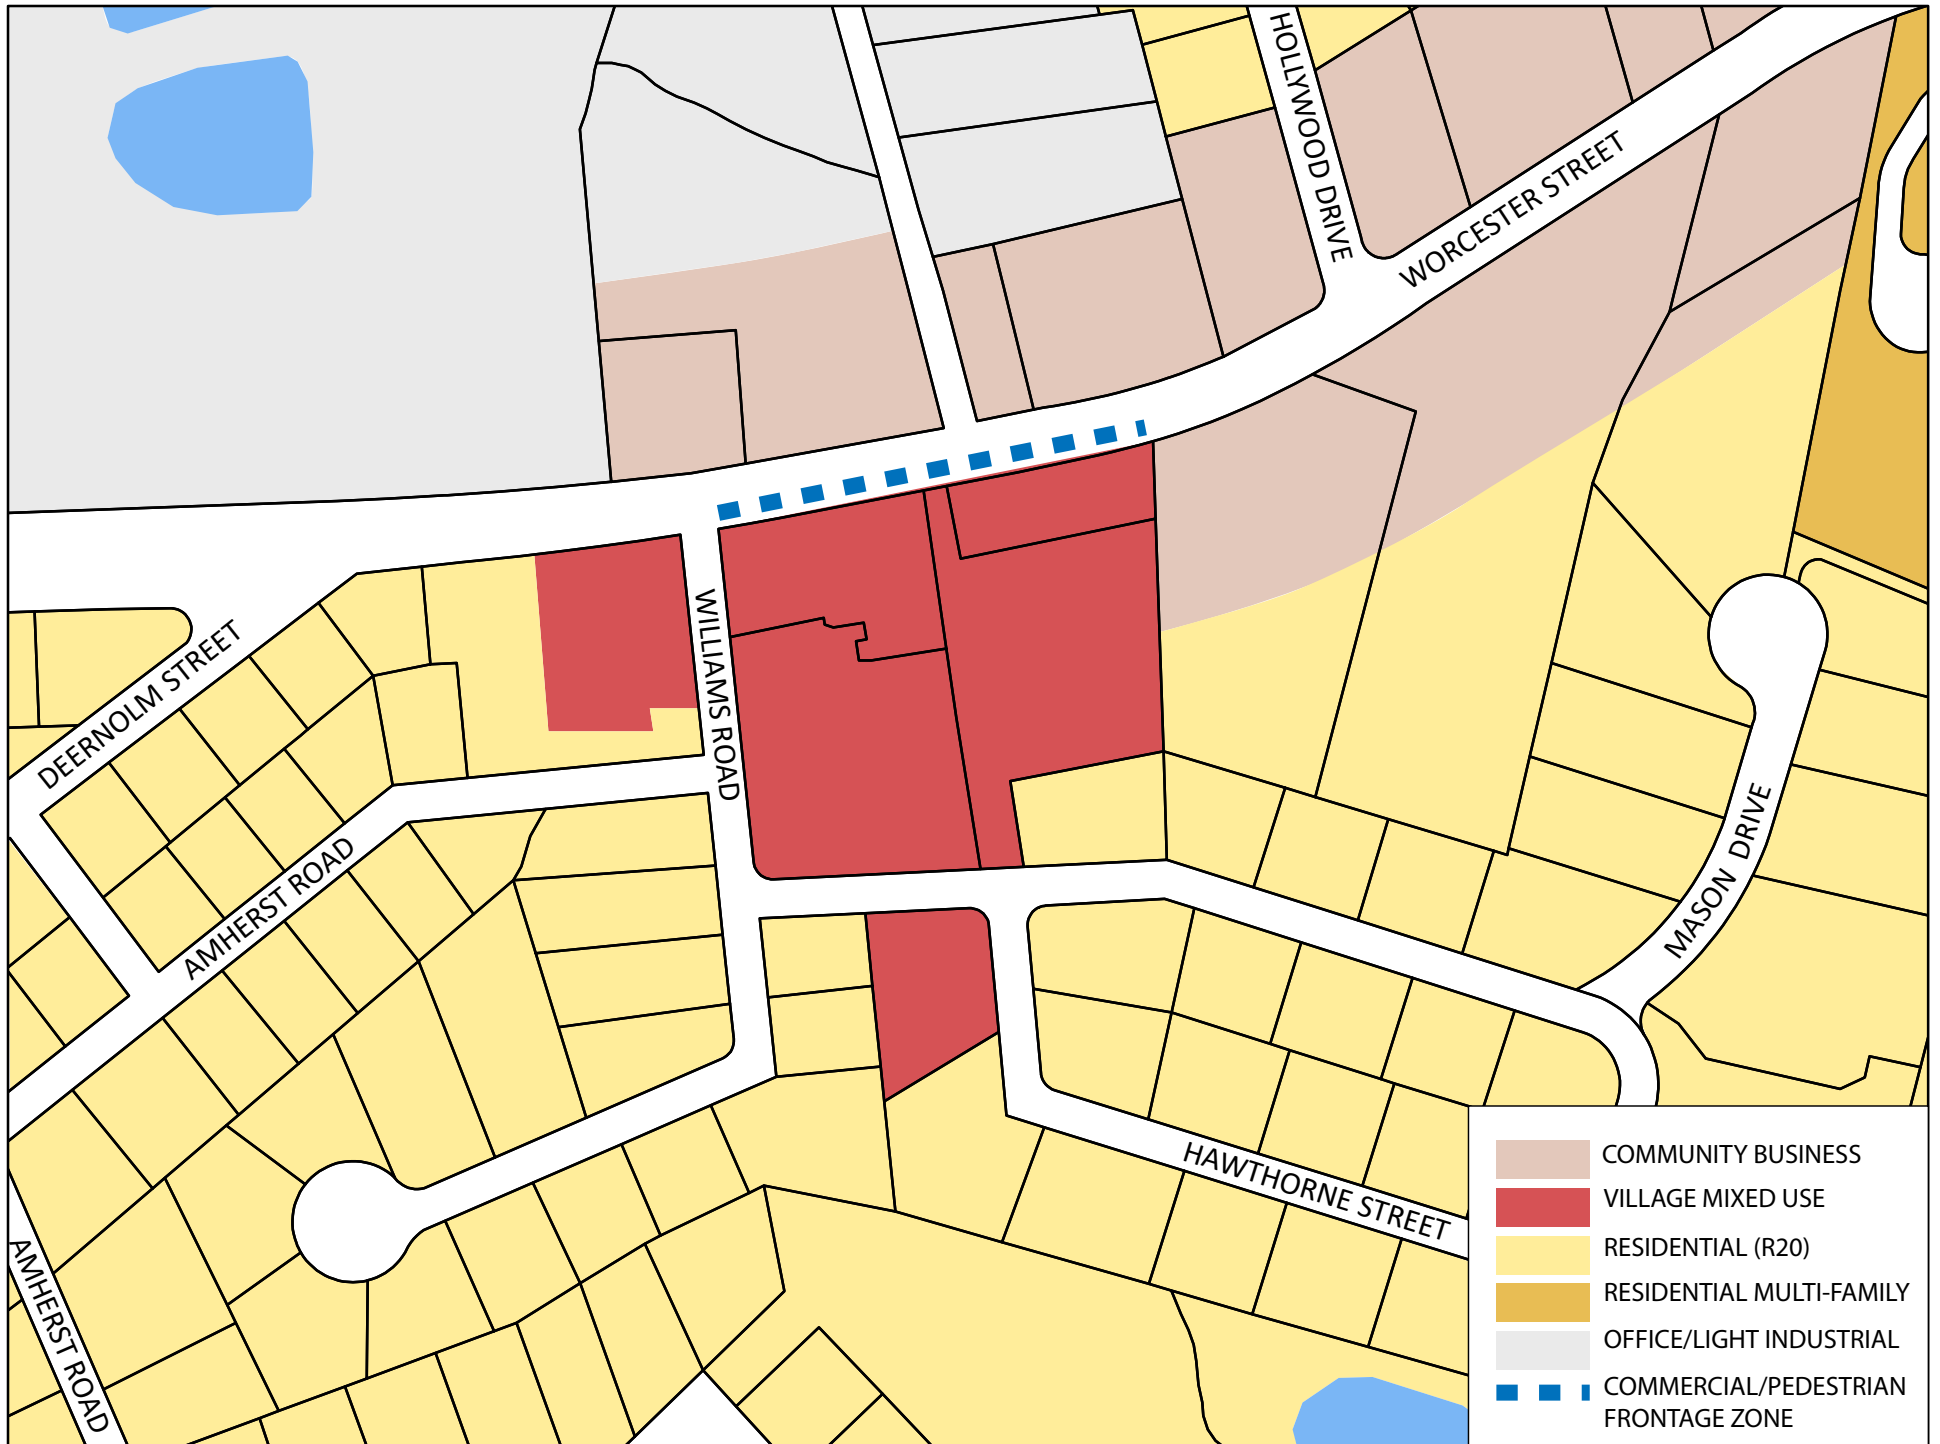 HOLLYWOOD DRIVE
WORCESTER STREET
DEERNOLM STREET
WILLIAMS ROAD
AMHERST ROAD
MASON DRIVE
HAWTHORNE STREET
AMHERST ROAD
COMMUNITY BUSINESS
VILLAGE MIXED USE
RESIDENTIAL (R20)
RESIDENTIAL MULTI-FAMILY
OFFICE/LIGHT INDUSTRIAL
COMMERCIAL/PEDESTRIAN
FRONTAGE ZONE